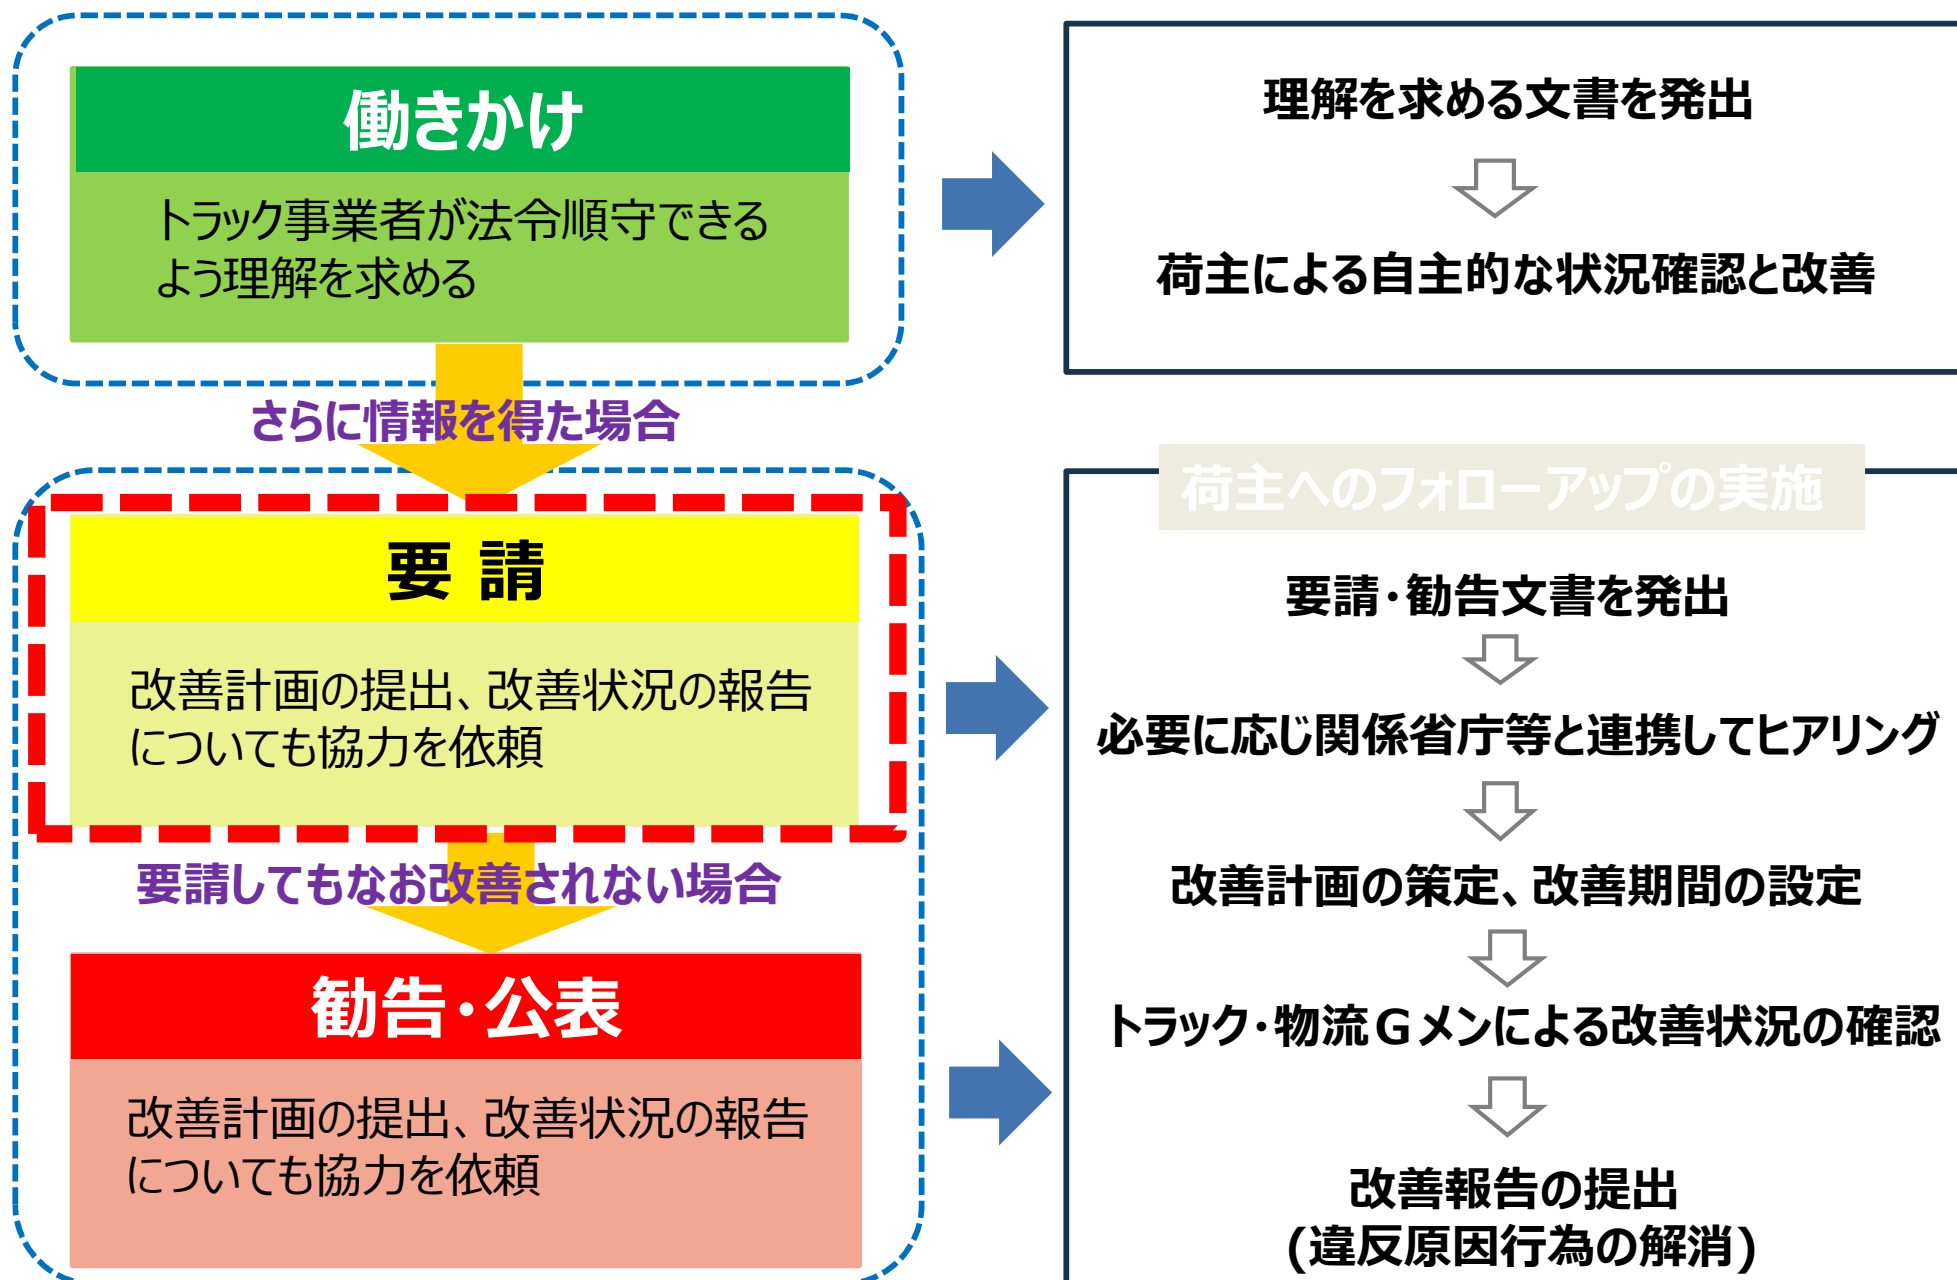 働きかけ
トラック事業者が法令順守できる
よう理解を求める
さらに情報を得た場合
要 請
改善計画の提出、改善状況の報告
についても協力を依頼
要請してもなお改善されない場合
勧告・公表
改善計画の提出、改善状況の報告
についても協力を依頼
理解を求める文書を発出
荷主による自主的な状況確認と改善
荷主へのフォローアップの実施
要請・勧告文書を発出
必要に応じ関係省庁等と連携してヒアリング
改善計画の策定、改善期間の設定
トラック・物流Gメンによる改善状況の確認
改善報告の提出
(違反原因行為の解消)